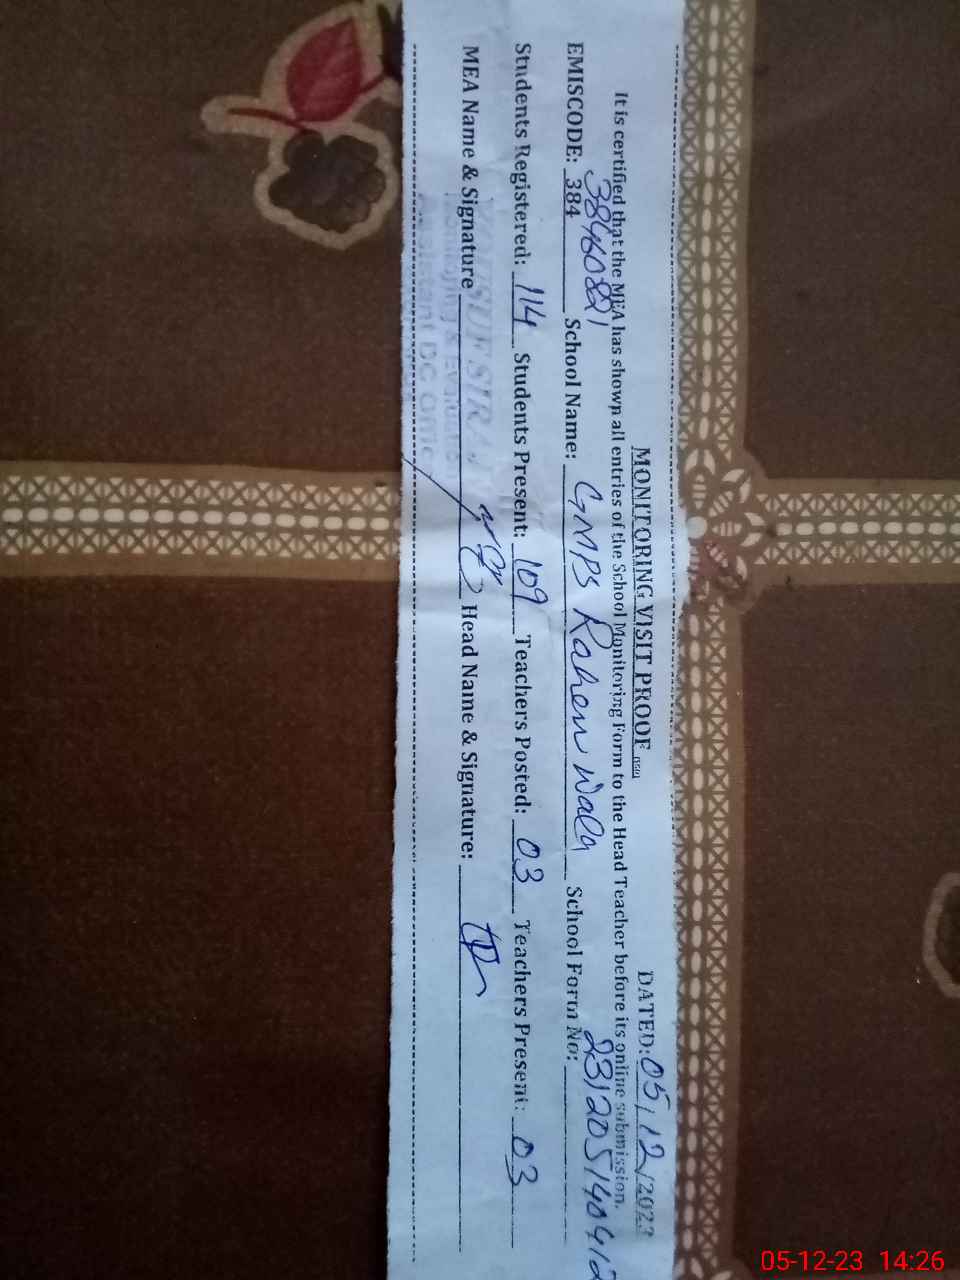 MONITORING VISIT PROOF DATED: 05/12/2023
It is certified that the MEA has shown all entries of the School Monitoring Form to the Head Teacher before its online submission.
38460821
EMISCODE: 384 School Name: GMPS Rahen Wala School Form No: 231205140412
Students Registered: 114 Students Present: 109 Teachers Posted: 03 Teachers Present: 03
MEA Name & Signature Head Name & Signature:
05-12-23 14:26